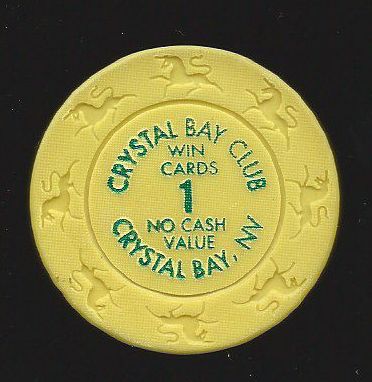 CRYSTAL BAY CLUB
WIN
CARDS
1
NO CASH
VALUE
CRYSTAL BAY, NV